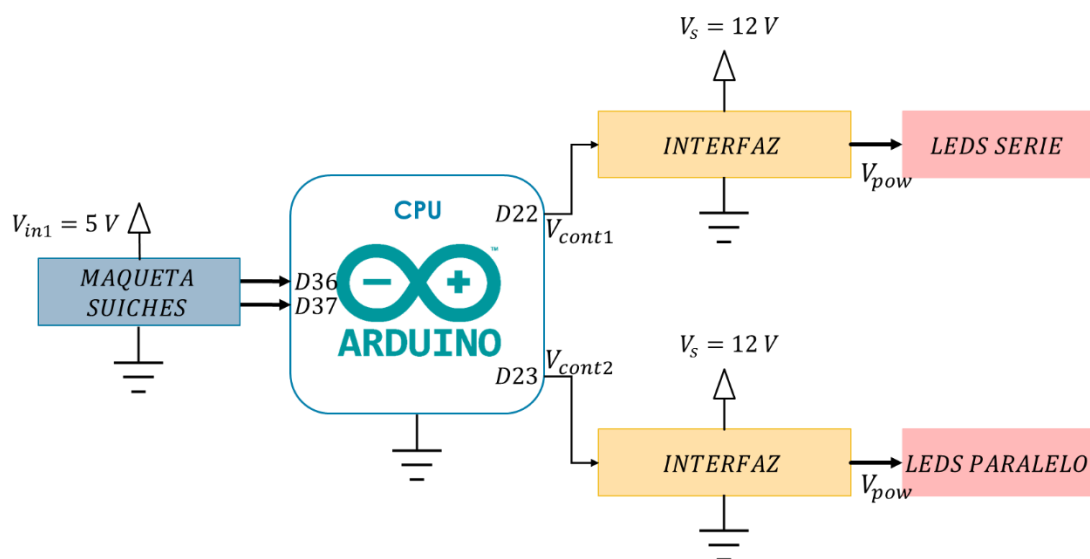 V_s = 12 V
INTERFAZ
LEDS SERIE
V_pow
CPU
D22
V_cont1
V_in1 = 5 V
MAQUETA
SUICHES
D36
D37
™
ARDUINO
D23
V_cont2
V_s = 12 V
INTERFAZ
LEDS PARALELO
V_pow